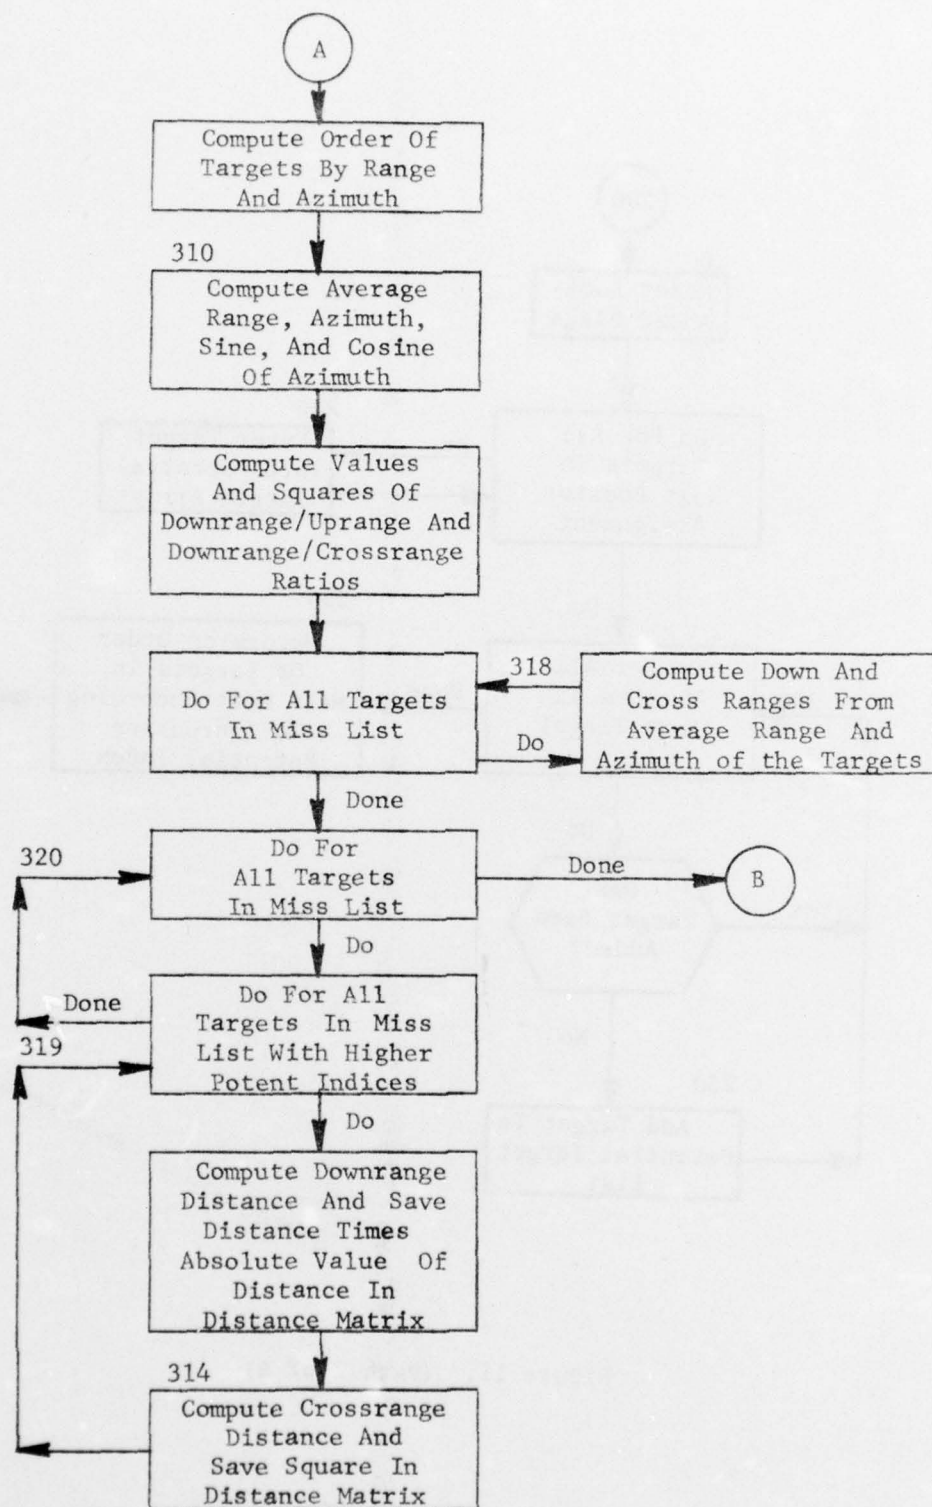 A
Compute Order Of
Targets By Range
And Azimuth
310
Compute Average
Range, Azimuth,
Sine, And Cosine
Of Azimuth
Compute Values
And Squares Of
Downrange/Uprange And
Downrange/Crossrange
Ratios
Do For All Targets
In Miss List
318
Do
Compute Down And
Cross Ranges From
Average Range And
Azimuth of the Targets
Done
320
Do For
All Targets
In Miss List
Done
B
Do
Done
319
Do For All
Targets In Miss
List With Higher
Potent Indices
Do
Compute Downrange
Distance And Save
Distance Times
Absolute Value Of
Distance In
Distance Matrix
314
Compute Crossrange
Distance And
Save Square In
Distance Matrix